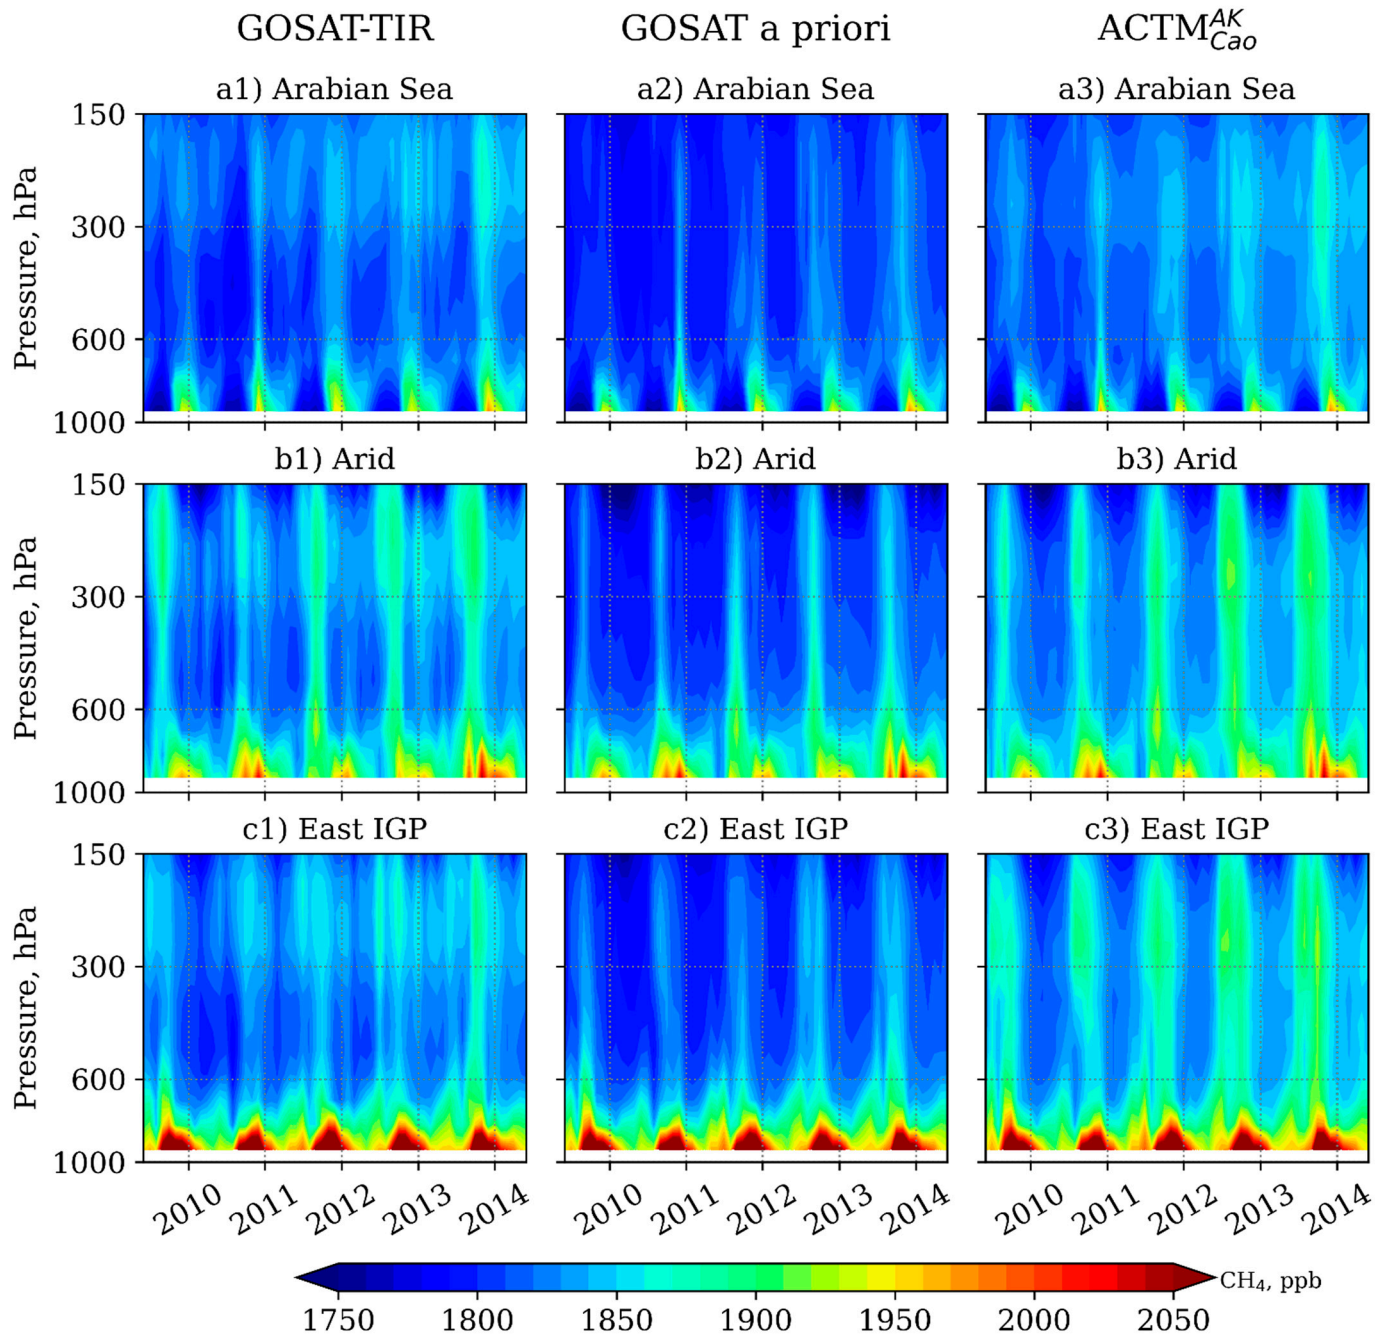 GOSAT-TIR GOSAT a priori ACTM$_{Cao}^{AK}$
a1) Arabian Sea a2) Arabian Sea a3) Arabian Sea
150
300
600
1000
Pressure, hPa
b1) Arid b2) Arid b3) Arid
150
300
600
1000
Pressure, hPa
c1) East IGP c2) East IGP c3) East IGP
150
300
600
1000
Pressure, hPa
2010 2011 2012 2013 2014 2010 2011 2012 2013 2014 2010 2011 2012 2013 2014
CH₄, ppb
1750 1800 1850 1900 1950 2000 2050